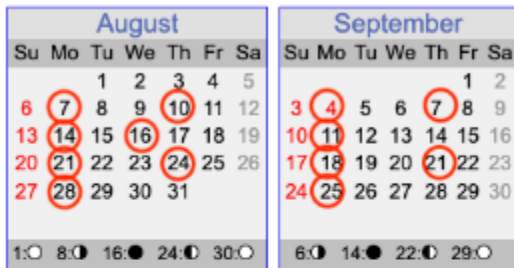 August
Su Mo Tu We Th Fr Sa
1 2 3 4 5
6 7 8 9 10 11 12
13 14 15 16 17 18 19
20 21 22 23 24 25 26
27 28 29 30 31
1: 8: 16: 24: 30:
September
Su Mo Tu We Th Fr Sa
1 2
3 4 5 6 7 8 9
10 11 12 13 14 15 16
17 18 19 20 21 22 23
24 25 26 27 28 29 30
6: 14: 22: 29: